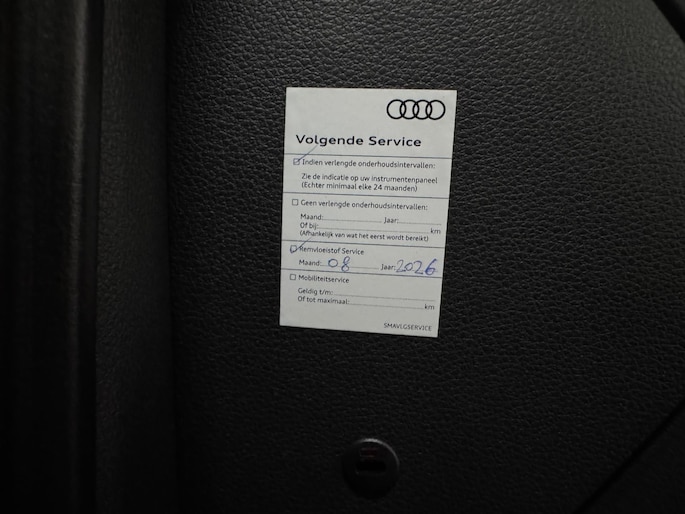 Volgende Service
Indien verlengde onderhoudsintervallen:
Zie de indicatie op uw instrumentenpaneel
(Echter minimaal elke 24 maanden)
Geen verlengde onderhoudsintervallen:
Maand: Jaar:
Of bij: km
(Afhankelijk van wat het eerst wordt bereikt)
Remvloeistof Service
Maand: 08 Jaar: 2026
Mobiliteitservice
Geldig t/m:
Of tot maximaal: km
SMAVLGSERVICE